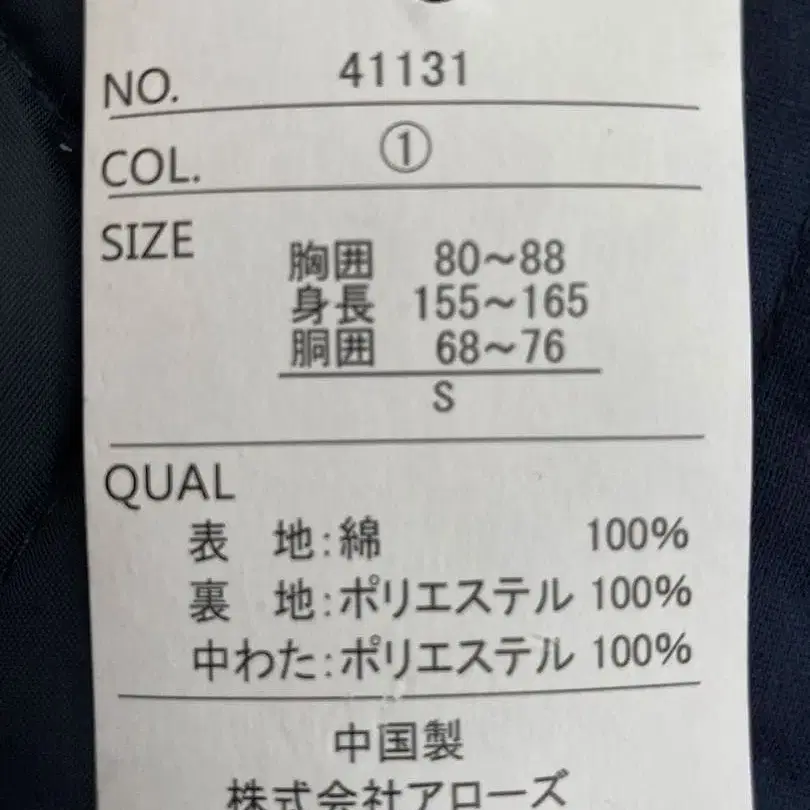 NO. 41131
COL. ①
SIZE
胸囲 80～88
身長 155～165
胴囲 68～76
S
QUAL
表 地:綿 100%
裏 地:ポリエステル 100%
中わた:ポリエステル 100%
中国製
株式会社アローズ